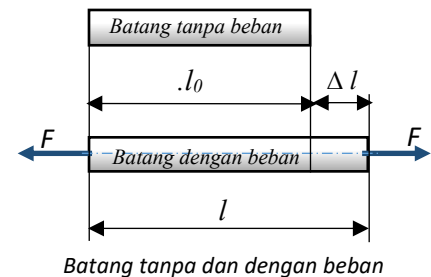 Batang tanpa beban
.l₀
Δ l
F
F
Batang dengan beban
l
Batang tanpa dan dengan beban